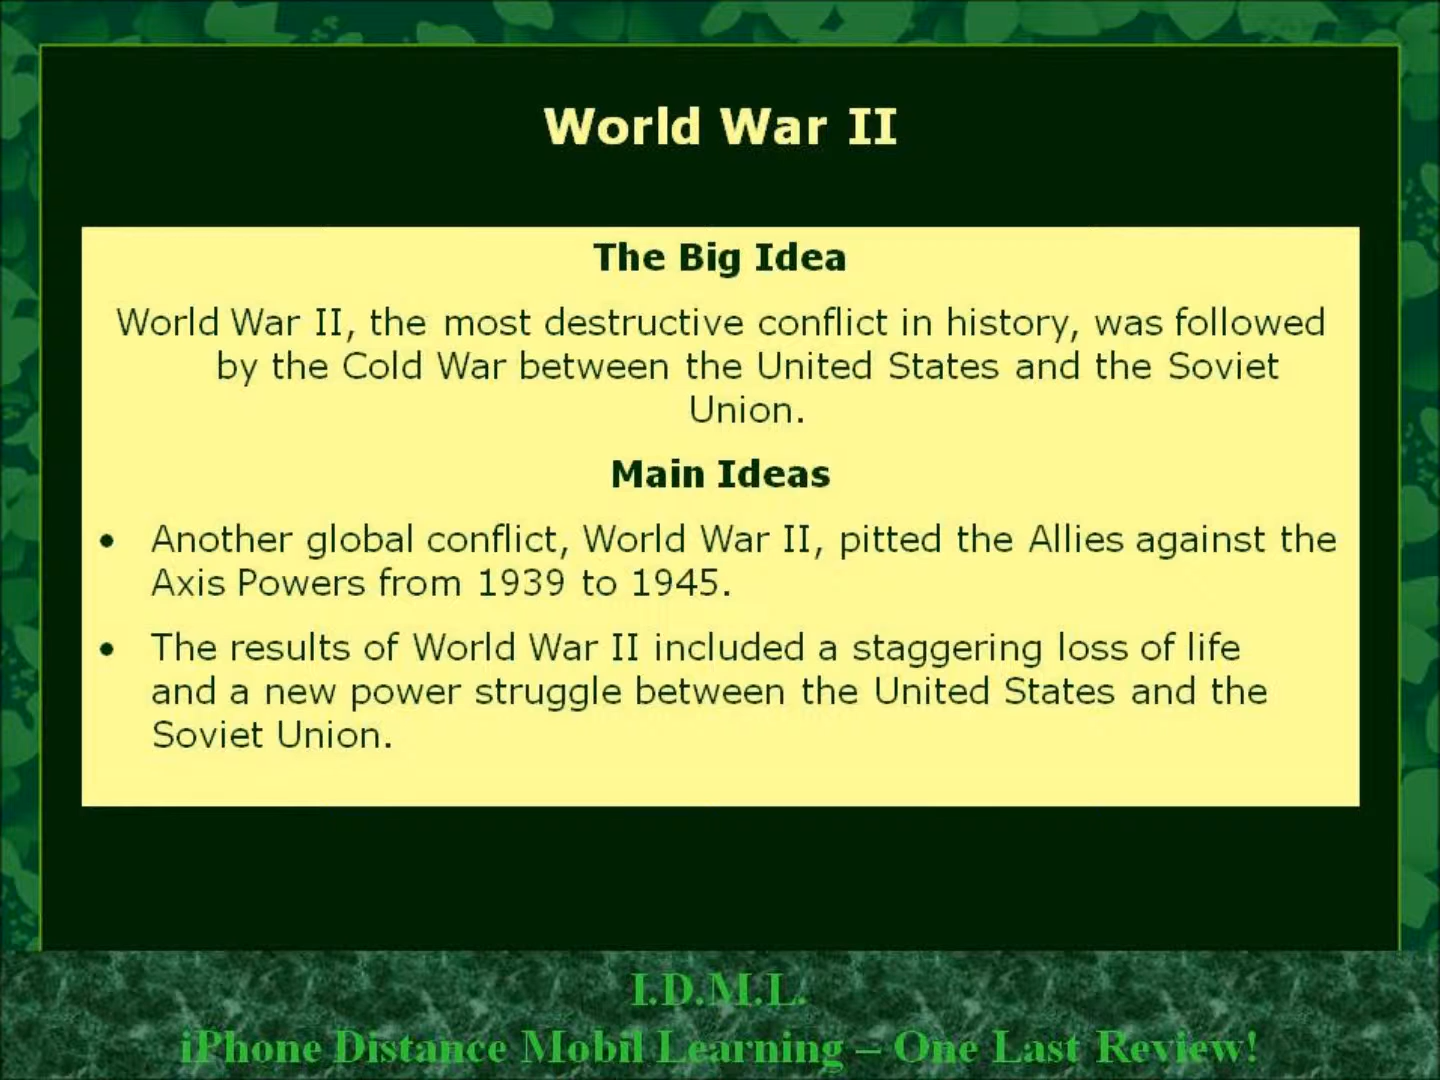 World War II
The Big Idea
World War II, the most destructive conflict in history, was followed
by the Cold War between the United States and the Soviet
Union.
Main Ideas
• Another global conflict, World War II, pitted the Allies against the
Axis Powers from 1939 to 1945.
• The results of World War II included a staggering loss of life
and a new power struggle between the United States and the
Soviet Union.
I.D.M.L.
iPhone Distance Mobil Learning – One Last Review!